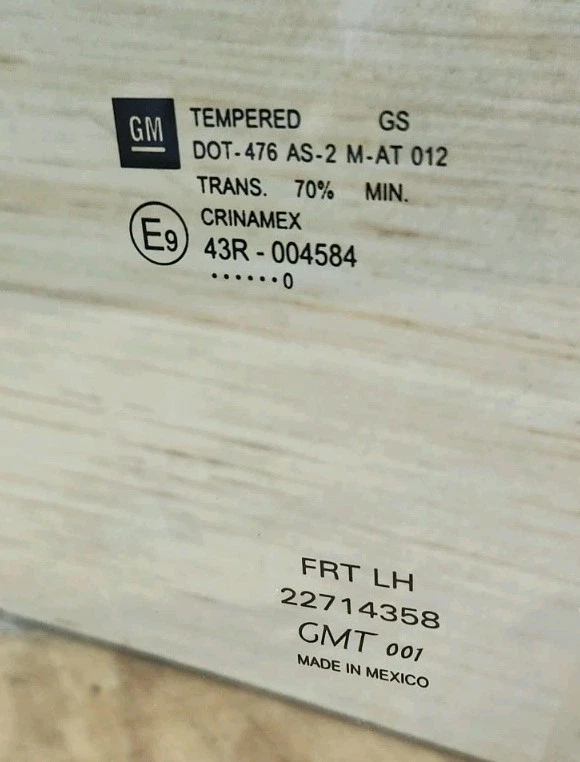 GM
TEMPERED GS
DOT-476 AS-2 M-AT 012
TRANS. 70% MIN.
CRINAMEX
E9
43R - 004584
••••••0
FRT LH
22714358
GMT 001
MADE IN MEXICO